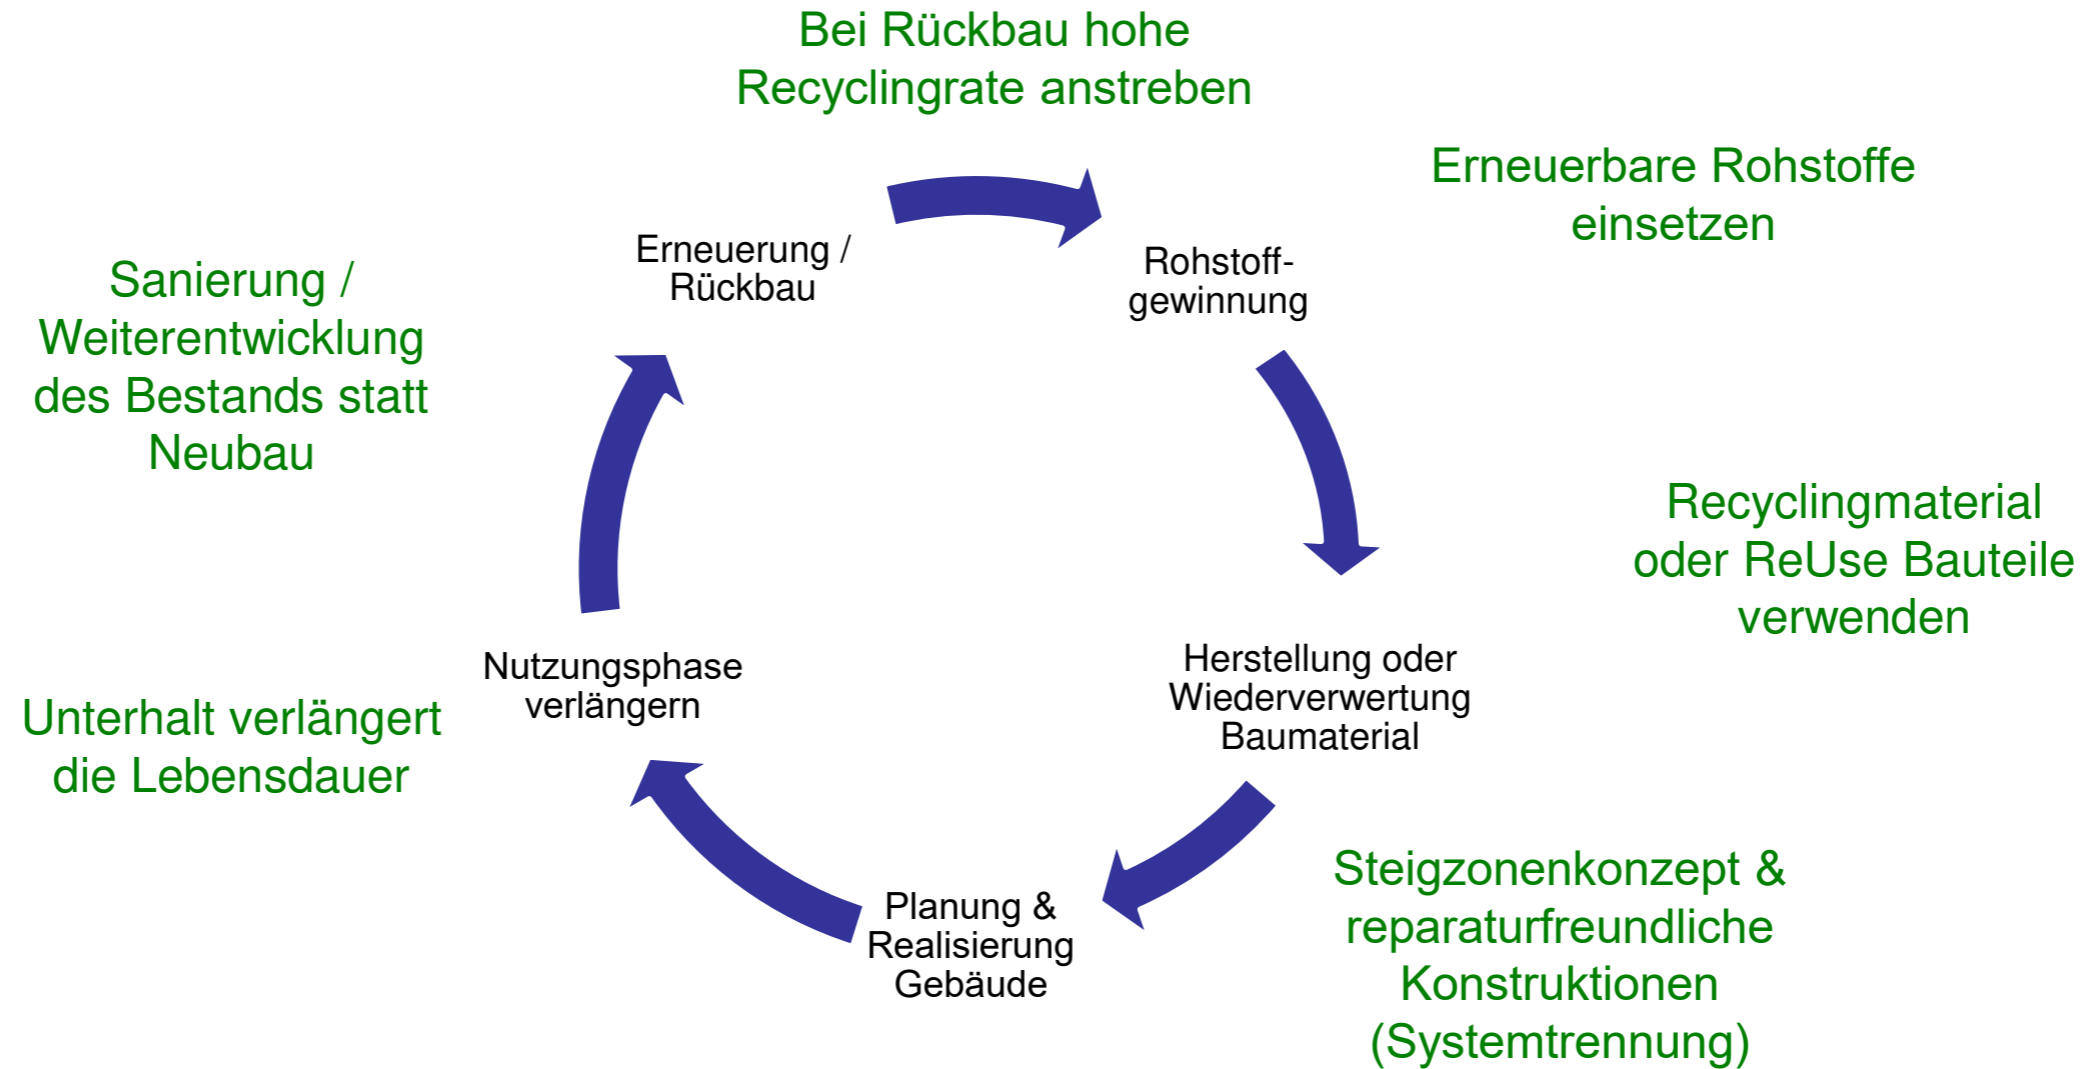 Bei Rückbau hohe
Recyclingrate anstreben
Erneuerbare Rohstoffe
einsetzen
Erneuerung /
Rückbau
Rohstoff-
gewinnung
Sanierung /
Weiterentwicklung
des Bestands statt
Neubau
Recyclingmaterial
oder ReUse Bauteile
verwenden
Nutzungsphase
verlängern
Herstellung oder
Wiederverwertung
Baumaterial
Unterhalt verlängert
die Lebensdauer
Planung &
Realisierung
Gebäude
Steigzonenkonzept &
reparaturfreundliche
Konstruktionen
(Systemtrennung)